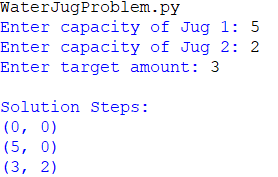 WaterJugProblem.py
Enter capacity of Jug 1: 5
Enter capacity of Jug 2: 2
Enter target amount: 3
Solution Steps:
(0, 0)
(5, 0)
(3, 2)